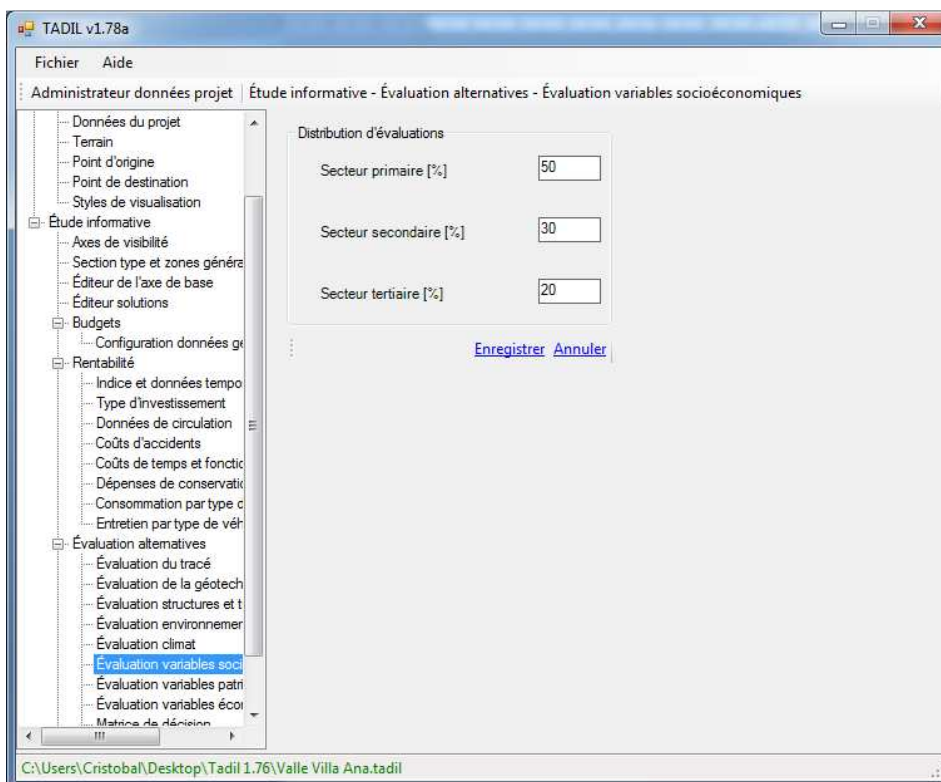 TADIL v1.78a
Fichier Aide
Administrateur données projet Étude informative - Évaluation alternatives - Évaluation variables socioéconomiques
Données du projet
Terrain
Point d'origine
Point de destination
Styles de visualisation
Étude informative
Axes de visibilité
Section type et zones généra
Éditeur de l'axe de base
Éditeur solutions
Budgets
Configuration données gé
Rentabilité
Indice et données tempo
Type d'investissement
Données de circulation
Coûts d'accidents
Coûts de temps et fonctic
Dépenses de conservatic
Consommation par type d
Entretien par type de véh
Évaluation alternatives
Évaluation du tracé
Évaluation de la géotech
Évaluation structures et t
Évaluation environnemer
Évaluation climat
Évaluation variables soci
Évaluation variables patri
Évaluation variables écor
Matrice de décision
Distribution d'évaluations
Secteur primaire [%] 50
Secteur secondaire [%] 30
Secteur tertiaire [%] 20
Enregistrer Annuler
C:\Users\Cristobal\Desktop\Tadil 1.76\Valle Villa Ana.tadil